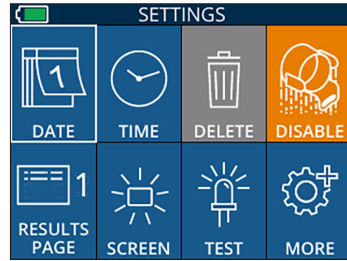 SETTINGS
1
DATE
TIME
DELETE
DISABLE
1
RESULTS
PAGE
SCREEN
TEST
MORE